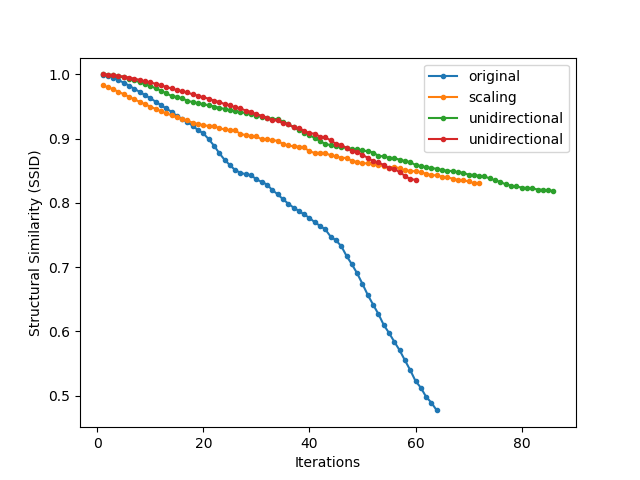 original
scaling
unidirectional
unidirectional
1.0
0.9
0.8
0.7
0.6
0.5
Structural Similarity (SSID)
0 20 40 60 80
Iterations